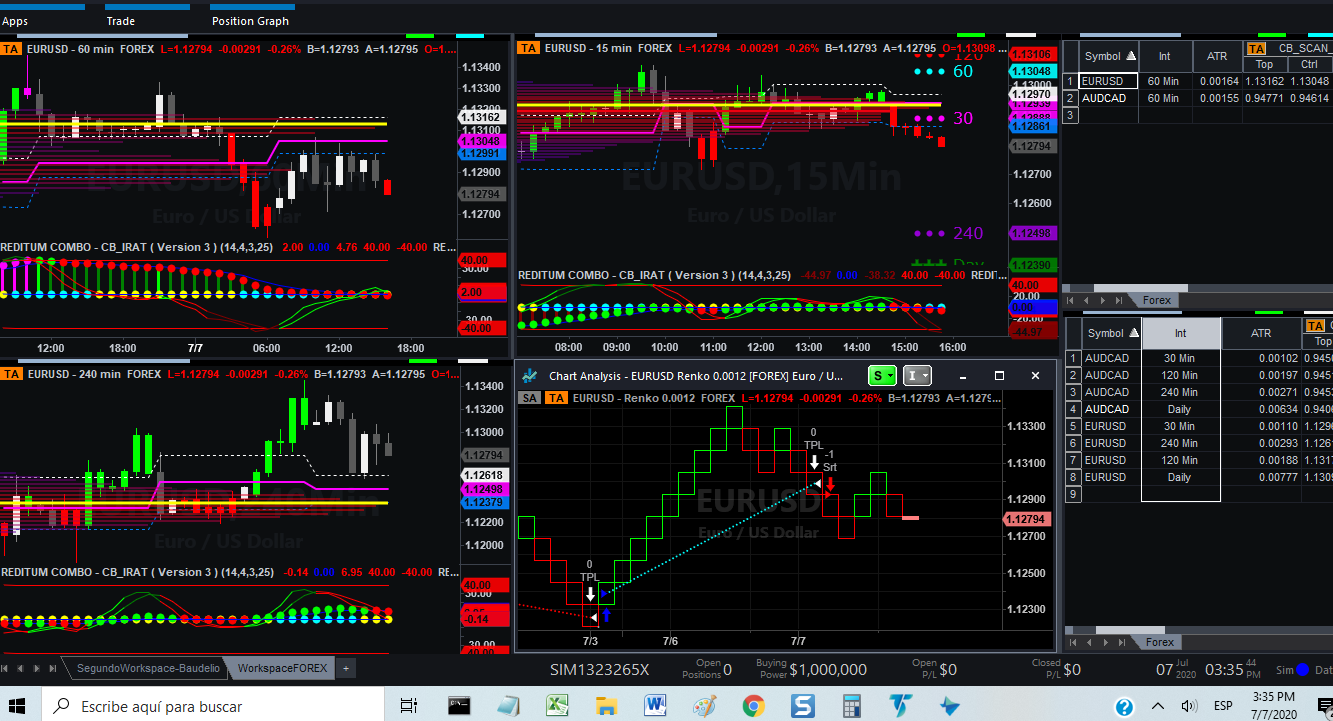 Apps Trade Position Graph
TA EURUSD - 60 min FOREX L=1.12794 -0.00291 -0.26% B=1.12793 A=1.12795 O=1....
1.13400
1.13300
1.13162
1.13100
1.13048
1.12991
1.12900
1.12794
1.12700
EURUSD
Euro / US Dollar
REDITUM COMBO - CB_IRAT ( Version 3 ) (14,4,3,25) 2.00 0.00 4.76 40.00 -40.00 RE...
40.00
2.00
40.00
12:00 18:00 7/7 06:00 12:00 18:00
TA EURUSD - 15 min FOREX L=1.12794 -0.00291 -0.26% B=1.12793 A=1.12795 O=1.13098 ...
120
60
30
240
Day
1.13106
1.13048
1.13000
1.12970
1.12939
1.12888
1.12861
1.12794
1.12700
1.12600
1.12498
1.12390
EURUSD,15Min
Euro / US Dollar
REDITUM COMBO - CB_IRAT ( Version 3 ) (14,4,3,25) -44.97 0.00 -38.32 40.00 -40.00 REDI...
40.00
20.00
0.00
-20.00
-44.97
08:00 09:00 10:00 11:00 12:00 13:00 14:00 15:00 16:00
TA EURUSD - 240 min FOREX L=1.12794 -0.00291 -0.26% B=1.12793 A=1.12795 O=1....
1.13400
1.13200
1.13000
1.12794
1.12618
1.12498
1.12379
1.12200
1.12000
Euro / US Dollar
REDITUM COMBO - CB_IRAT ( Version 3 ) (14,4,3,25) -0.14 0.00 6.95 40.00 -40.00 RE...
40.00
30.00
-0.14
30.00
Chart Analysis - EURUSD Renko 0.0012 [FOREX] Euro / U... S I
SA TA EURUSD - Renko 0.0012 FOREX L=1.12794 -0.00291 -0.26% B=1.12793 A=1.1279...
0
TPL
-1
Srt
0
TPL
EURUSD
Euro / US Dollar
1.13300
1.13100
1.12900
1.12794
1.12700
1.12500
1.12300
7/3 7/6 7/7
Symbol Int ATR TA CB_SCAN_
Top Ctrl
1 EURUSD 60 Min 0.00164 1.13162 1.13048
2 AUDCAD 60 Min 0.00155 0.94771 0.94614
3
Forex
Symbol Int ATR TA
Top
1 AUDCAD 30 Min 0.00102 0.9450
2 AUDCAD 120 Min 0.00197 0.9451
3 AUDCAD 240 Min 0.00271 0.9453
4 AUDCAD Daily 0.00634 0.9406
5 EURUSD 30 Min 0.00110 1.1296
6 EURUSD 240 Min 0.00293 1.1261
7 EURUSD 120 Min 0.00188 1.1317
8 EURUSD Daily 0.00777 1.1309
9
Forex
SegundoWorkspace-Baudelio WorkspaceFOREX +
SIM1323265X Open Positions 0 Buying Power $1,000,000 Open P/L $0 Closed P/L $0 07 Jul 2020 03:35 44 PM Sim Dat
Escribe aquí para buscar
ESP
3:35 PM
7/7/2020